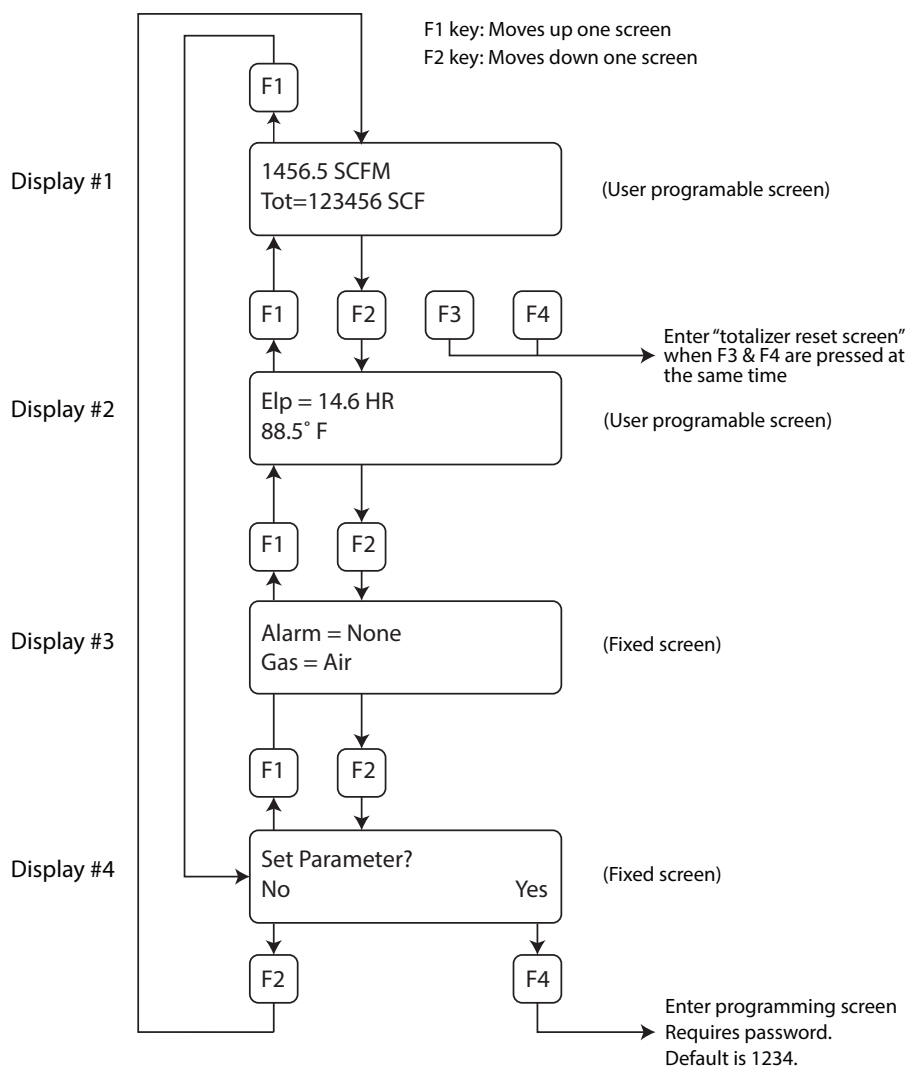 F1 key: Moves up one screen
F2 key: Moves down one screen
F1
Display #1
1456.5 SCFM
Tot=123456 SCF
(User programable screen)
F1
F2
F3
F4
Enter “totalizer reset screen”
when F3 & F4 are pressed at
the same time
Display #2
Elp = 14.6 HR
88.5° F
(User programable screen)
F1
F2
Display #3
Alarm = None
Gas = Air
(Fixed screen)
F1
F2
Display #4
Set Parameter?
No Yes
(Fixed screen)
F2
F4
Enter programming screen
Requires password.
Default is 1234.